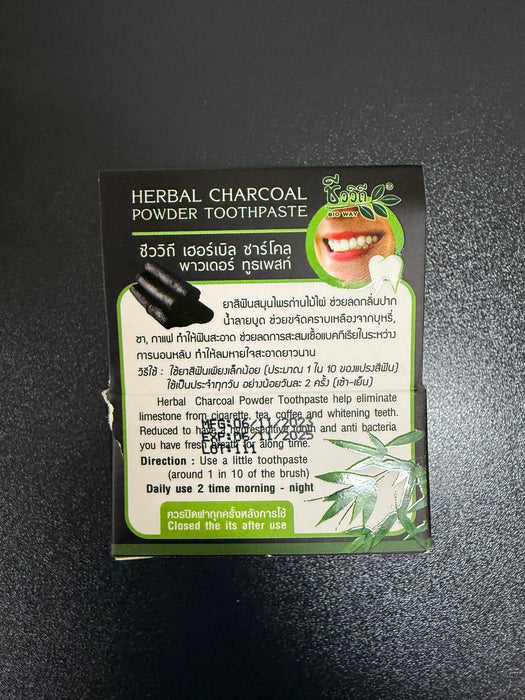 HERBAL CHARCOAL
POWDER TOOTHPASTE
ชีววิถี ®
BIO WAY
ชีววิถี เฮอร์เบิล ชาร์โคล
พาวเดอร์ ทูธเพสท์
ยาสีฟันสมุนไพรถ่านไม้ไผ่ ช่วยลดกลิ่นปาก
น้ำลายบูด ช่วยขจัดคราบเหลืองจากบุหรี่,
ชา, กาแฟ ทำให้ฟันสะอาด ช่วยลดการสะสมเชื้อแบคทีเรียในระหว่าง
การนอนหลับ ทำให้ลมหายใจสะอาดยาวนาน
วิธีใช้ : ใช้ยาสีฟันเพียงเล็กน้อย (ประมาณ 1 ใน 10 ของแปรงสีฟัน)
ใช้เป็นประจำทุกวัน อย่างน้อยวันละ 2 ครั้ง (เช้า-เย็น)
Herbal Charcoal Powder Toothpaste help eliminate
limestone from cigarette, tea, coffee and whitening teeth.
MFG:06/11/2023
Reduced to have a hypresensitive tooth and anti bacteria
EXP:06/11/2025
you have fresh breath for along time.
LOT:111
Direction : Use a little toothpaste
(around 1 in 10 of the brush)
Daily use 2 time morning - night
ควรปิดฝาทุกครั้งหลังการใช้
Closed the its after use